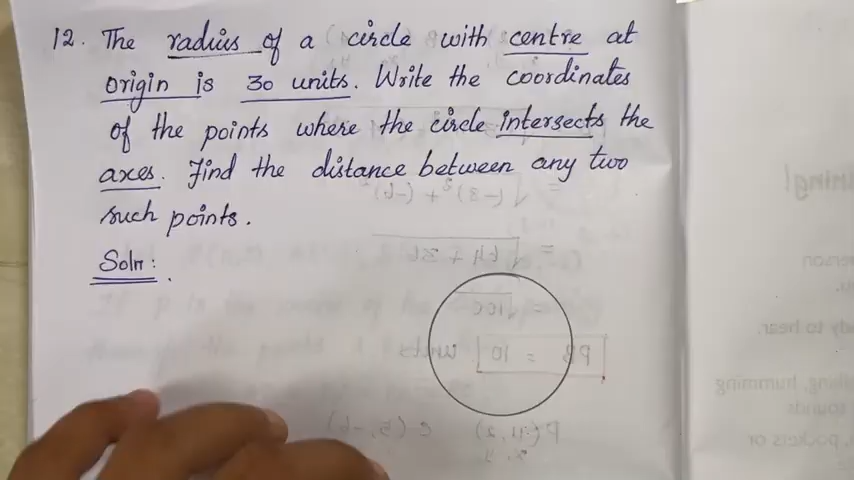 12. The radius of a circle with centre at
origin is 30 units. Write the coordinates
of the points where the circle intersects the
axes. Find the distance between any two
such points.
Soln: